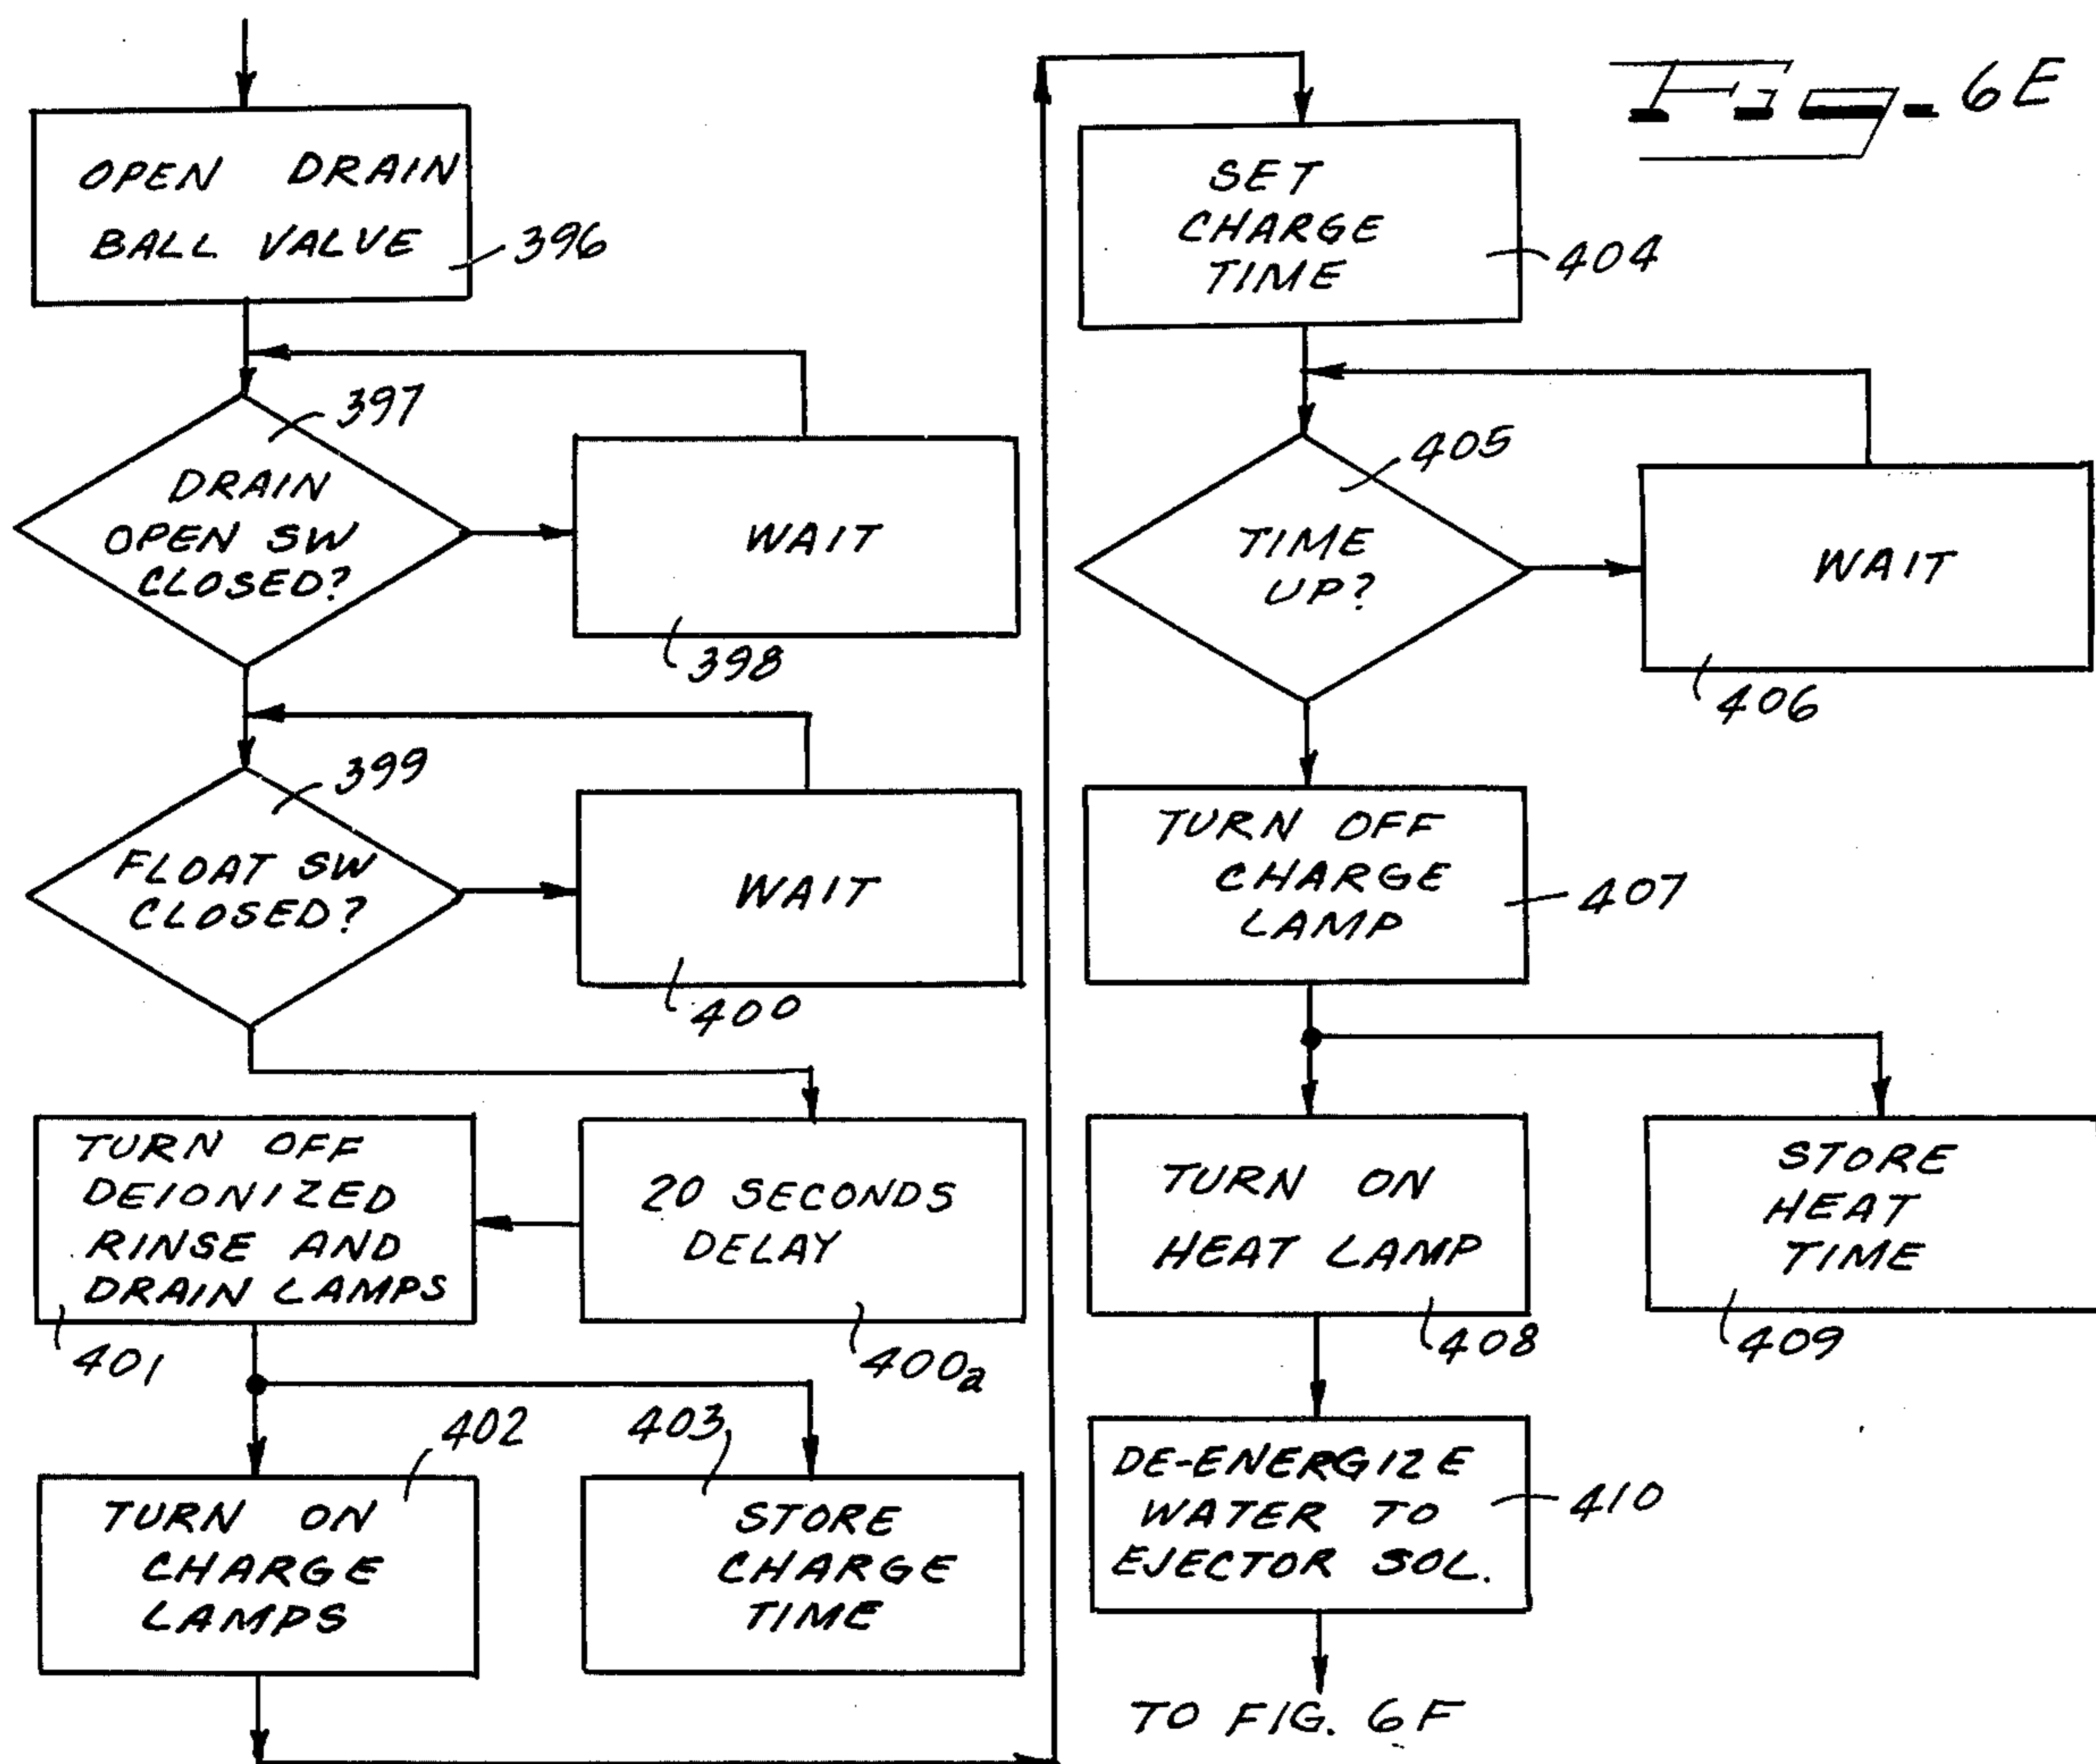 Fig-6E
OPEN DRAIN
BALL VALVE
396
397
DRAIN
OPEN SW
CLOSED?
WAIT
398
399
FLOAT SW
CLOSED?
WAIT
400
20 SECONDS
DELAY
400a
TURN OFF
DEIONIZED
RINSE AND
DRAIN LAMPS
401
402
TURN ON
CHARGE
LAMPS
403
STORE
CHARGE
TIME
SET
CHARGE
TIME
404
405
TIME
UP?
WAIT
406
TURN OFF
CHARGE
LAMP
407
TURN ON
HEAT LAMP
408
STORE
HEAT
TIME
409
DE-ENERGIZE
WATER TO
EJECTOR SOL.
410
TO FIG. 6F